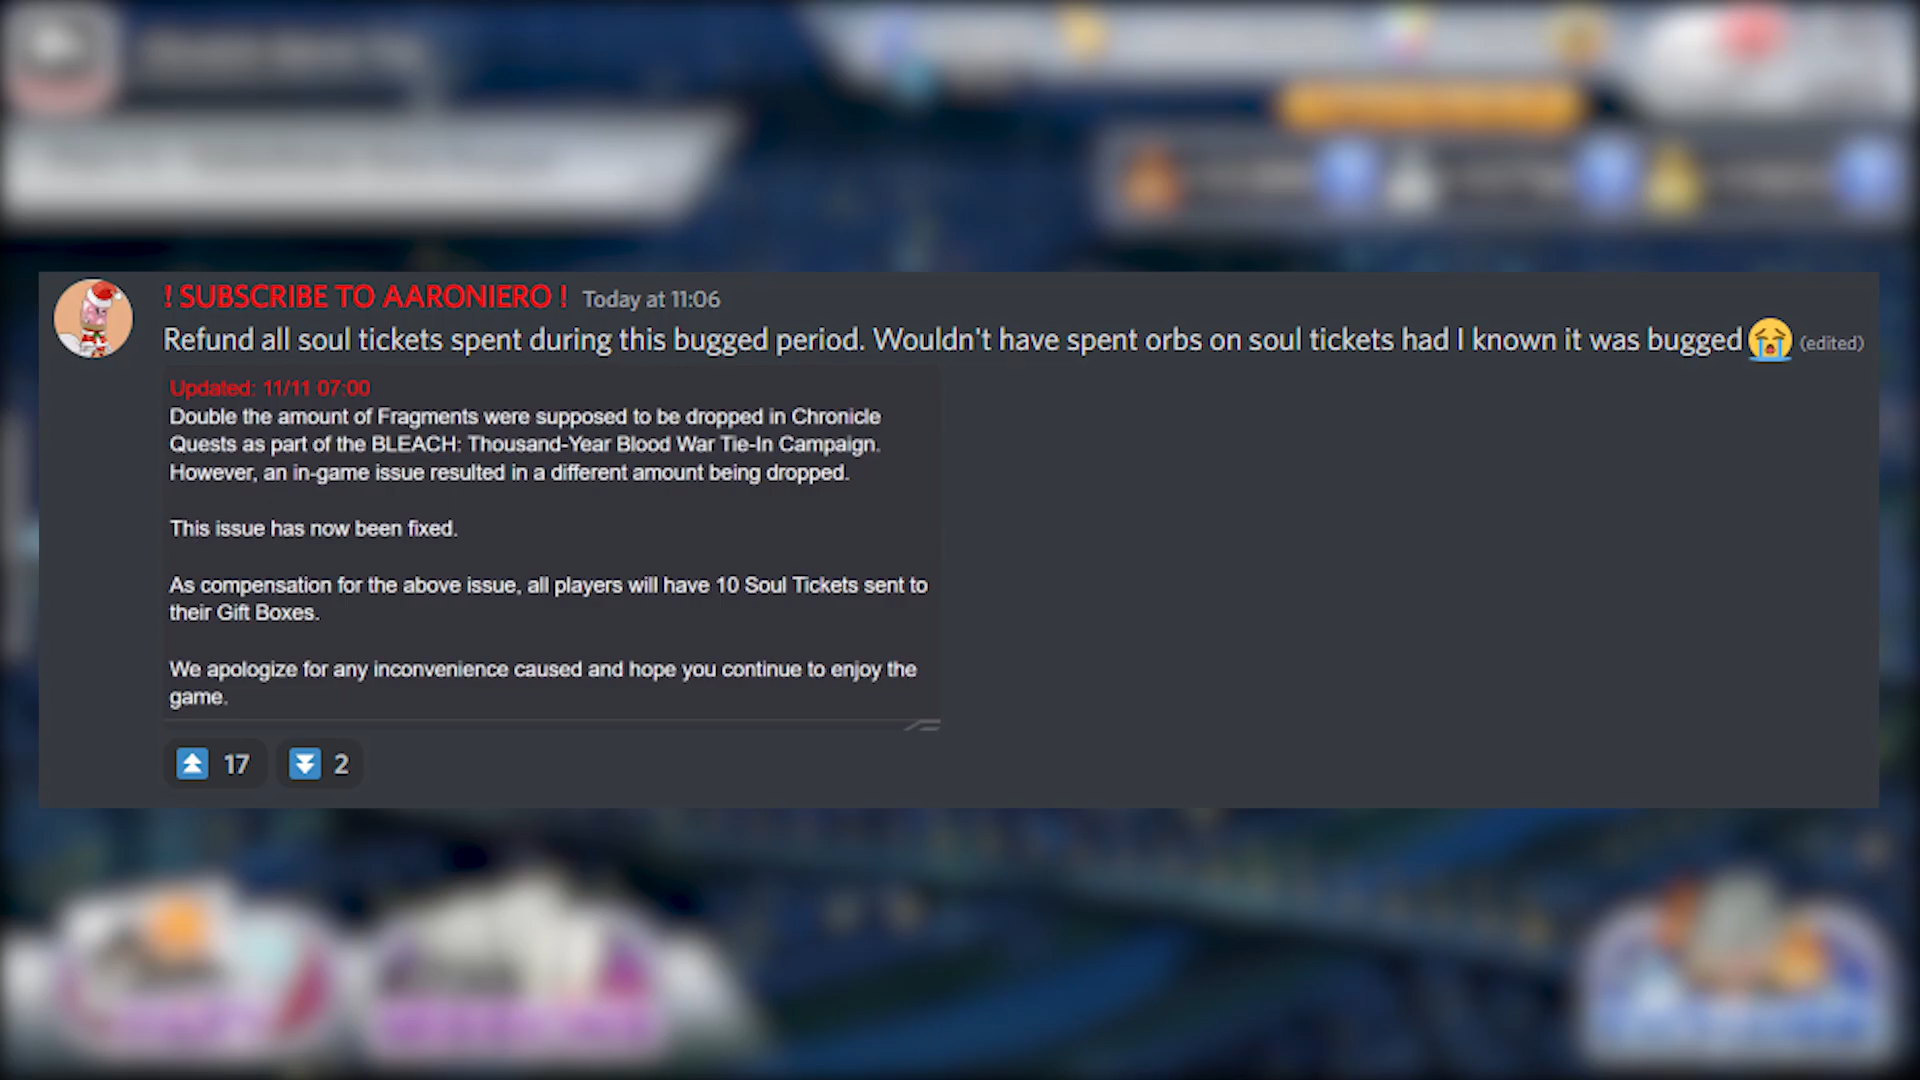 ! SUBSCRIBE TO AARONIERO ! Today at 11:06
Refund all soul tickets spent during this bugged period. Wouldn't have spent orbs on soul tickets had I known it was bugged 😭 (edited)
Updated: 11/11 07:00
Double the amount of Fragments were supposed to be dropped in Chronicle
Quests as part of the BLEACH: Thousand-Year Blood War Tie-In Campaign.
However, an in-game issue resulted in a different amount being dropped.
This issue has now been fixed.
As compensation for the above issue, all players will have 10 Soul Tickets sent to
their Gift Boxes.
We apologize for any inconvenience caused and hope you continue to enjoy the
game.
17 2